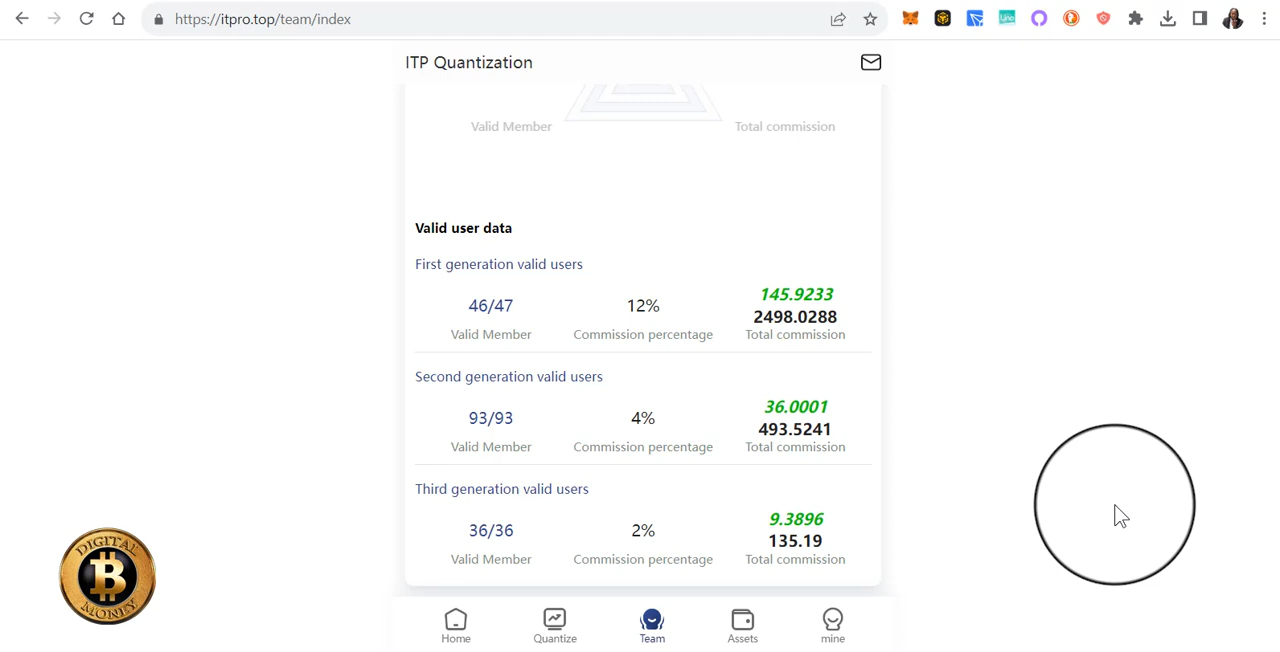 https://itpro.top/team/index
Uno
ITP Quantization
Valid Member
Total commission
Valid user data
First generation valid users
46/47
12%
145.9233
2498.0288
Valid Member
Commission percentage
Total commission
Second generation valid users
93/93
4%
36.0001
493.5241
Valid Member
Commission percentage
Total commission
Third generation valid users
36/36
2%
9.3896
135.19
Valid Member
Commission percentage
Total commission
DIGITAL
B
MONEY
Home
Quantize
Team
Assets
mine